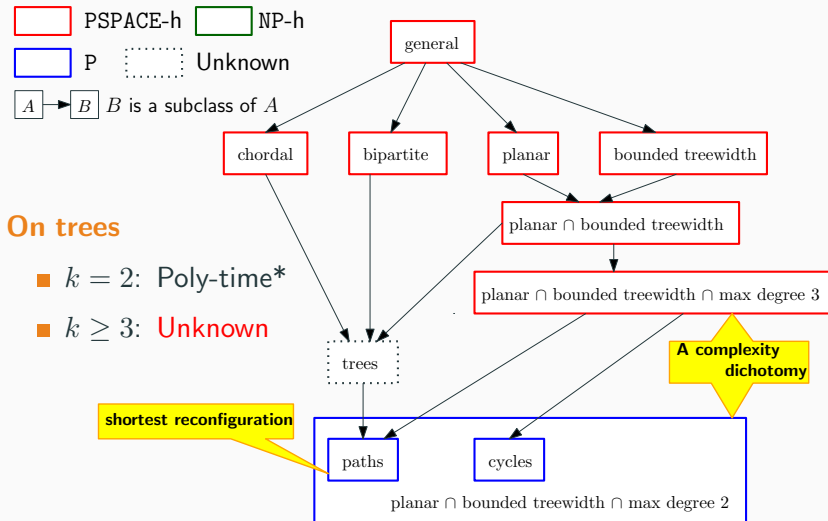 PSPACE-h NP-h
P Unknown
A B B is a subclass of A
general
chordal bipartite planar bounded treewidth
planar ∩ bounded treewidth
On trees
k = 2: Poly-time*
k ≥ 3: Unknown
planar ∩ bounded treewidth ∩ max degree 3
trees
A complexity
dichotomy
shortest reconfiguration
paths cycles
planar ∩ bounded treewidth ∩ max degree 2